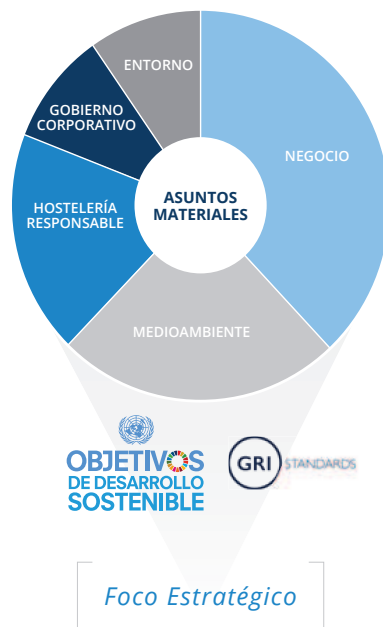 ENTORNO
GOBIERNO
CORPORATIVO
NEGOCIO
ASUNTOS
MATERIALES
HOSTELERÍA
RESPONSABLE
MEDIOAMBIENTE
OBJETIVOS
DE DESARROLLO
SOSTENIBLE
GRI STANDARDS
Foco Estratégico